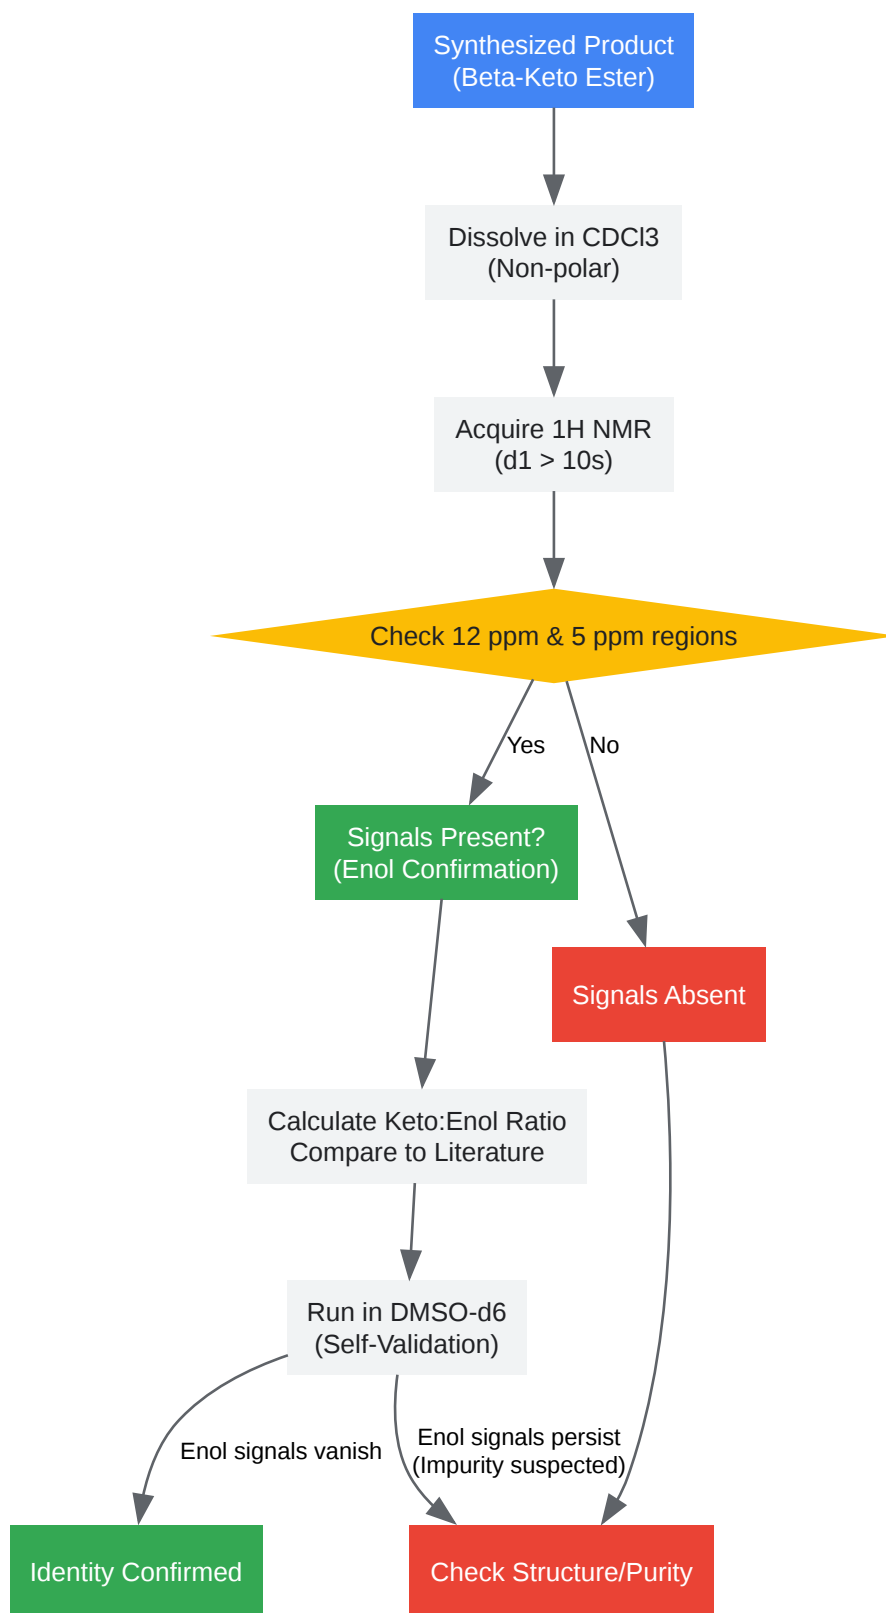 Synthesized Product
(Beta-Keto Ester)
Dissolve in CDCl3
(Non-polar)
Acquire 1H NMR
(d1 > 10s)
Check 12 ppm & 5 ppm regions
Yes
No
Signals Present?
(Enol Confirmation)
Signals Absent
Calculate Keto:Enol Ratio
Compare to Literature
Run in DMSO-d6
(Self-Validation)
Enol signals vanish
Enol signals persist
(Impurity suspected)
Identity Confirmed
Check Structure/Purity